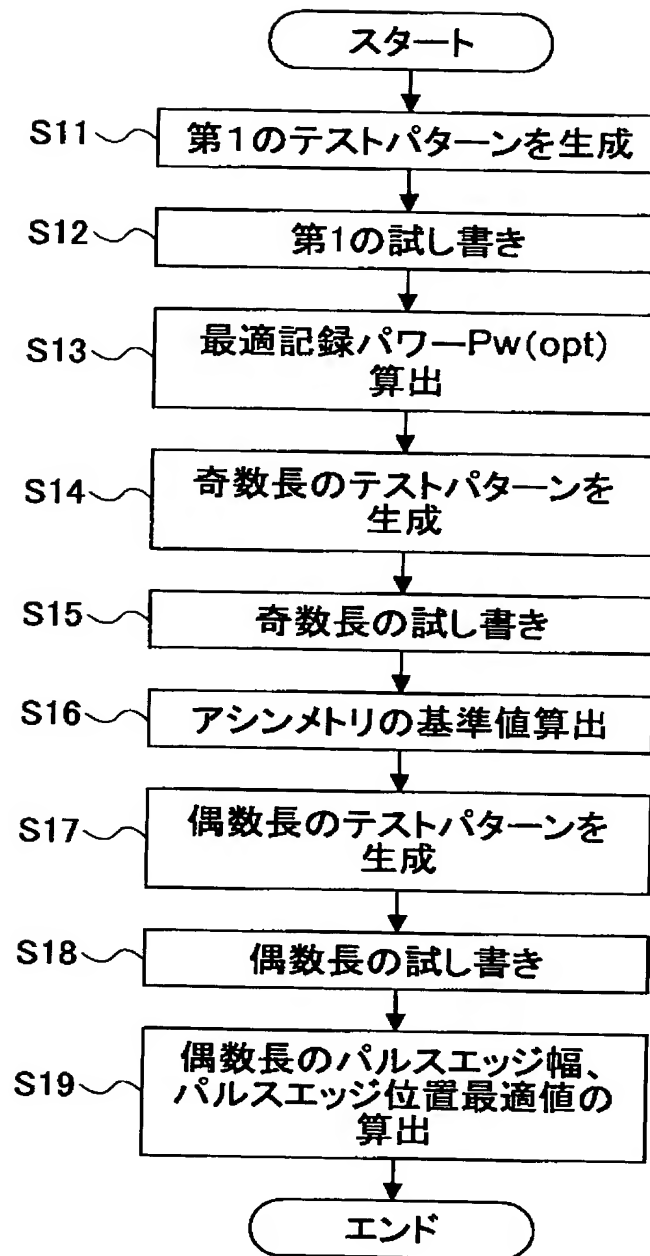 スタート
S11
第1のテストパターンを生成
S12
第1の試し書き
S13
最適記録パワーPw(opt)
算出
S14
奇数長のテストパターンを
生成
S15
奇数長の試し書き
S16
アシンメトリの基準値算出
S17
偶数長のテストパターンを
生成
S18
偶数長の試し書き
S19
偶数長のパルスエッジ幅、
パルスエッジ位置最適値の
算出
エンド